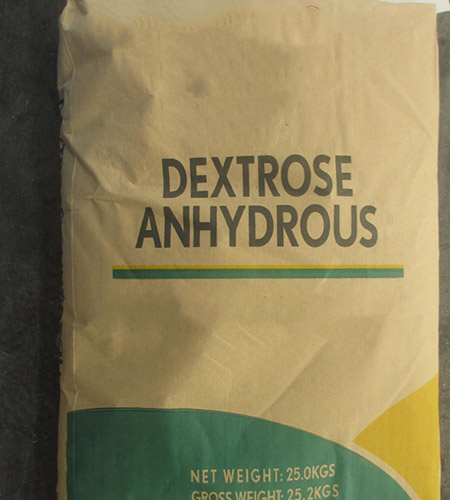 DEXTROSE
ANHYDROUS
NET WEIGHT: 25.0KGS
GROSS WEIGHT: 25.2KGS